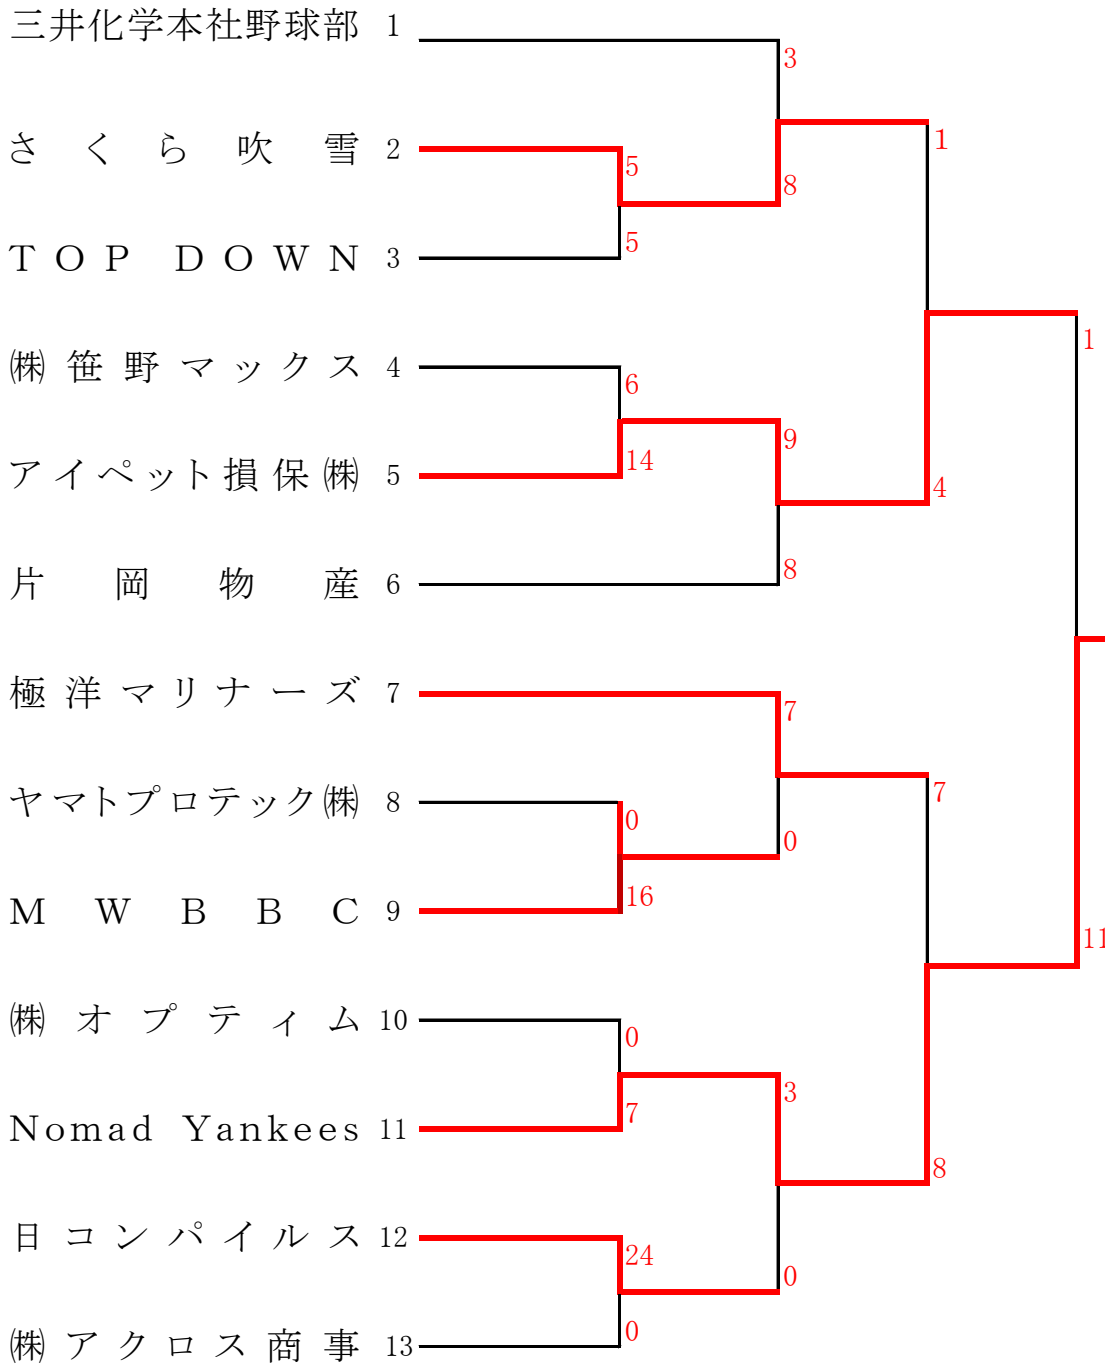 三井化学本社野球部 1
3
1
さくら吹雪 2
5
8
5
TOP DOWN 3
1
㈱笹野マックス 4
6
9
14
4
アイペット損保㈱ 5
8
片岡物産 6
極洋マリナーズ 7
7
7
ヤマトプロテック㈱ 8
0
0
16
MWBBC 9
11
㈱オプティム 10
0
3
7
Nomad Yankees 11
8
日コンパイルス 12
24
0
0
㈱アクロス商事 13